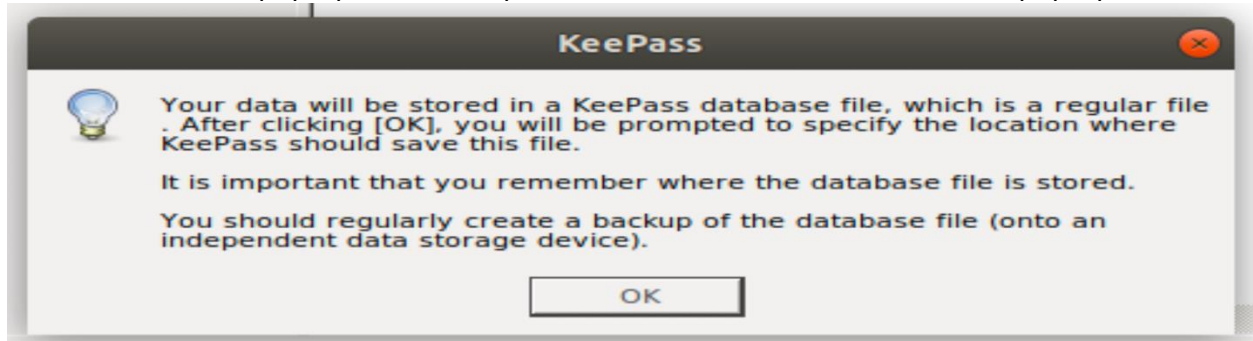 KeePass
Your data will be stored in a KeePass database file, which is a regular file
. After clicking [OK], you will be prompted to specify the location where
KeePass should save this file.
It is important that you remember where the database file is stored.
You should regularly create a backup of the database file (onto an
independent data storage device).
OK